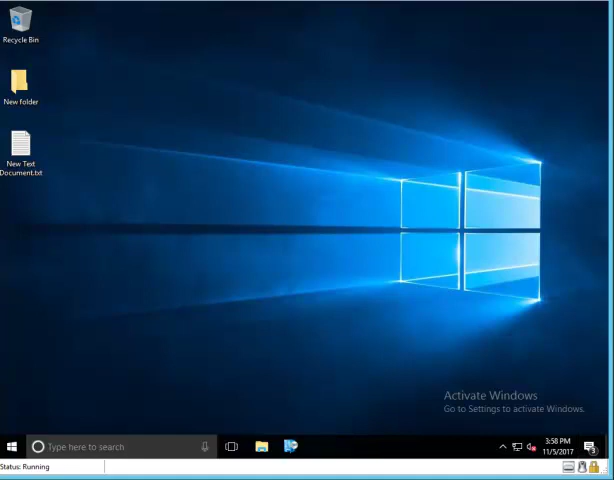 Recycle Bin
New folder
New Text
Document.txt
Activate Windows
Go to Settings to activate Windows.
Type here to search
3:58 PM
11/5/2017
3
Status: Running